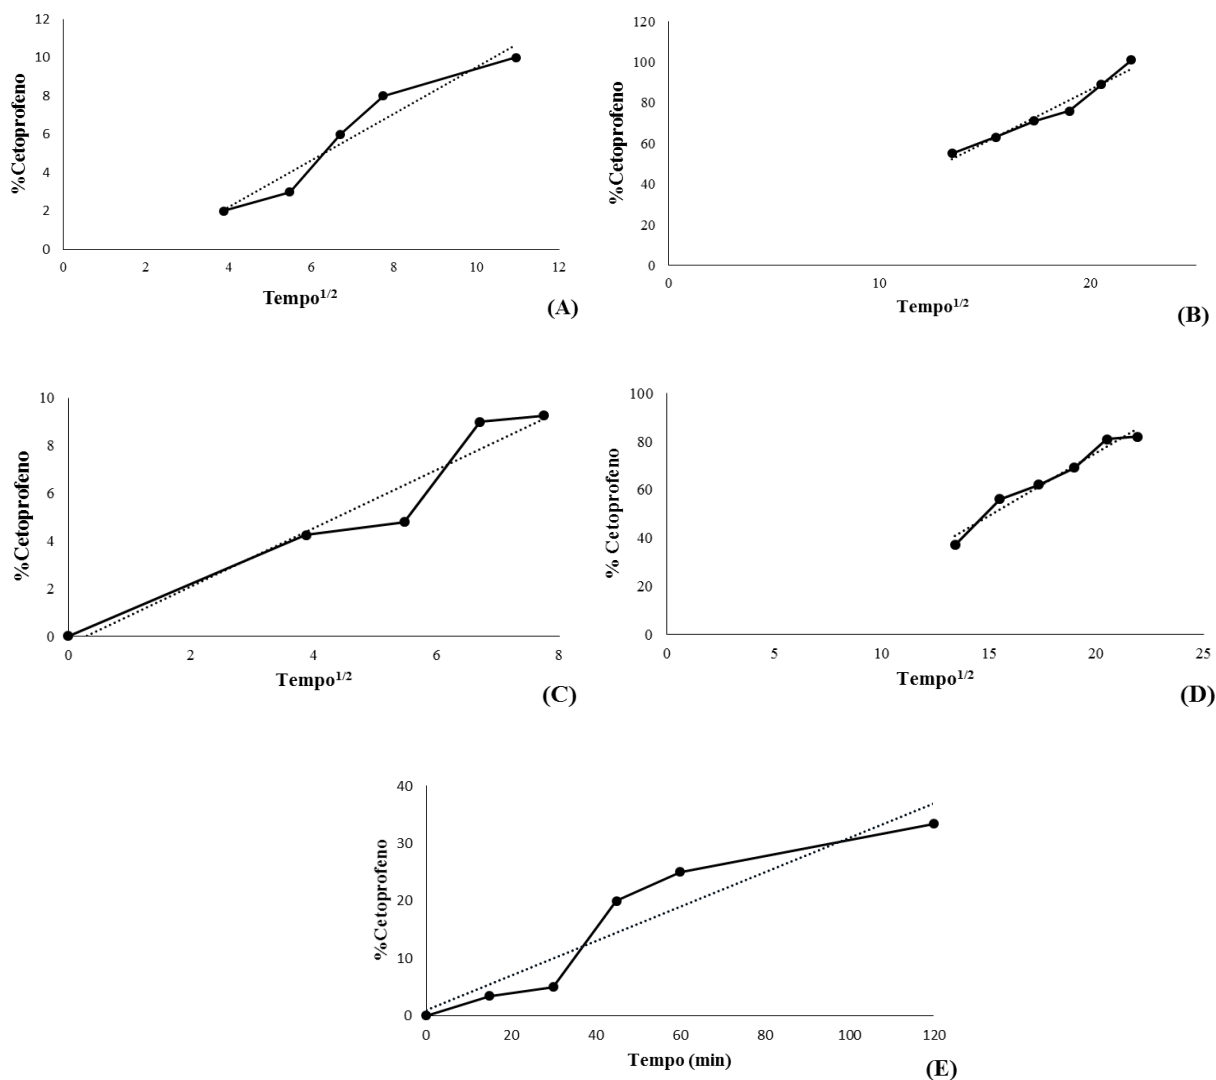 12
10
8
6
4
2
0
%Cetoprofeno
0 2 4 6 8 10 12
Tempo1/2
(A)
120
100
80
60
40
20
0
%Cetoprofeno
0 10 20
Tempo1/2
(B)
10
8
6
4
2
0
%Cetoprofeno
0 2 4 6 8
Tempo1/2
(C)
100
80
60
40
20
0
% Cetoprofeno
0 5 10 15 20 25
Tempo1/2
(D)
40
30
20
10
0
%Cetoprofeno
0 20 40 60 80 100 120
Tempo (min)
(E)